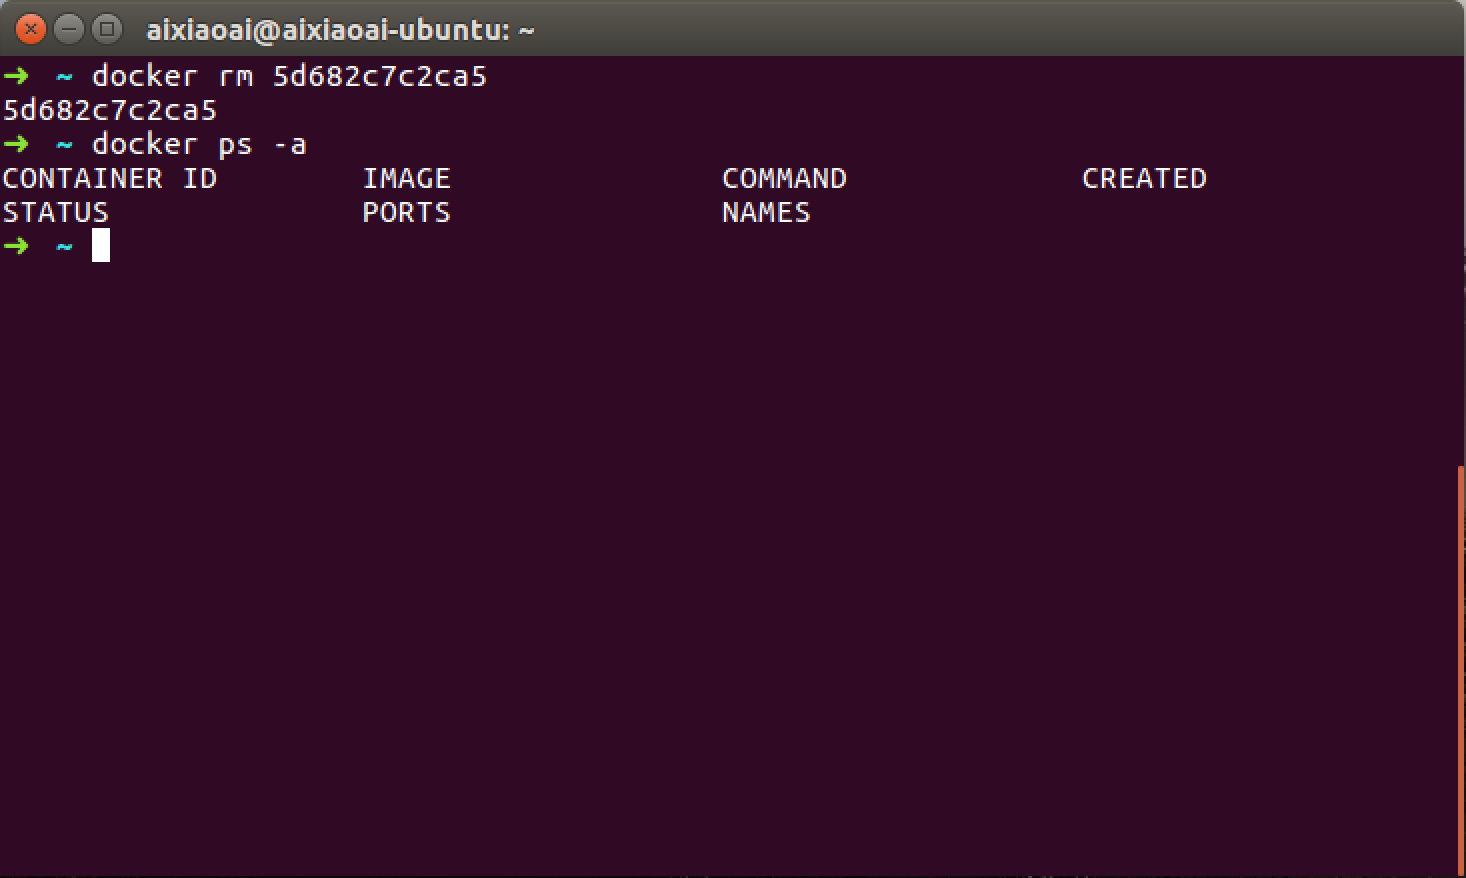 aixiaoai@aixiaoai-ubuntu: ~
➜  ~ docker rm 5d682c7c2ca5
5d682c7c2ca5
➜  ~ docker ps -a
CONTAINER ID        IMAGE               COMMAND             CREATED
STATUS              PORTS               NAMES
➜  ~